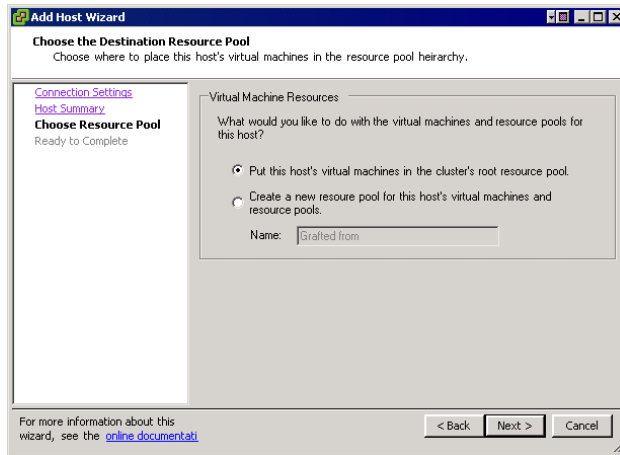 Add Host Wizard
Choose the Destination Resource Pool
Choose where to place this host's virtual machines in the resource pool heirarchy.
Connection Settings
Host Summary
Choose Resource Pool
Ready to Complete
Virtual Machine Resources
What would you like to do with the virtual machines and resource pools for
this host?
Put this host's virtual machines in the cluster's root resource pool.
Create a new resoure pool for this host's virtual machines and
resource pools.
Name: Grafted from
For more information about this
wizard, see the online documentati
< Back Next > Cancel